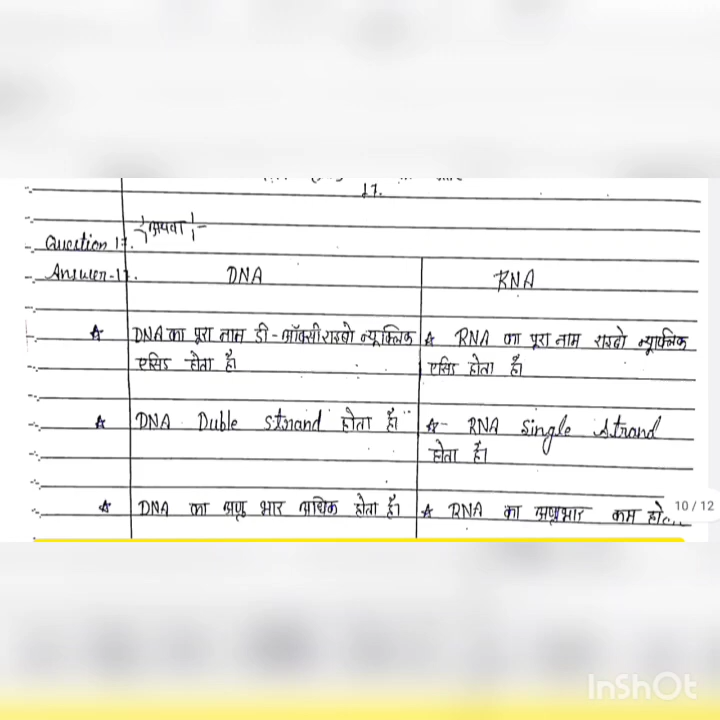 17.
अथवा :-
Question 17.
Answer-17. DNA RNA
☆ DNA का पूरा नाम डी-ऑक्सीराइबो न्यूक्लिक ☆ RNA का पूरा नाम राइबो न्यूक्लिक
एसिड होता है। एसिड होता है।
☆ DNA Duble strand होता है। ☆- RNA single strand
होता है।
☆ DNA का अणु भार अधिक होता है। ☆ RNA का अणुभार कम हो
10 / 12
InShOt